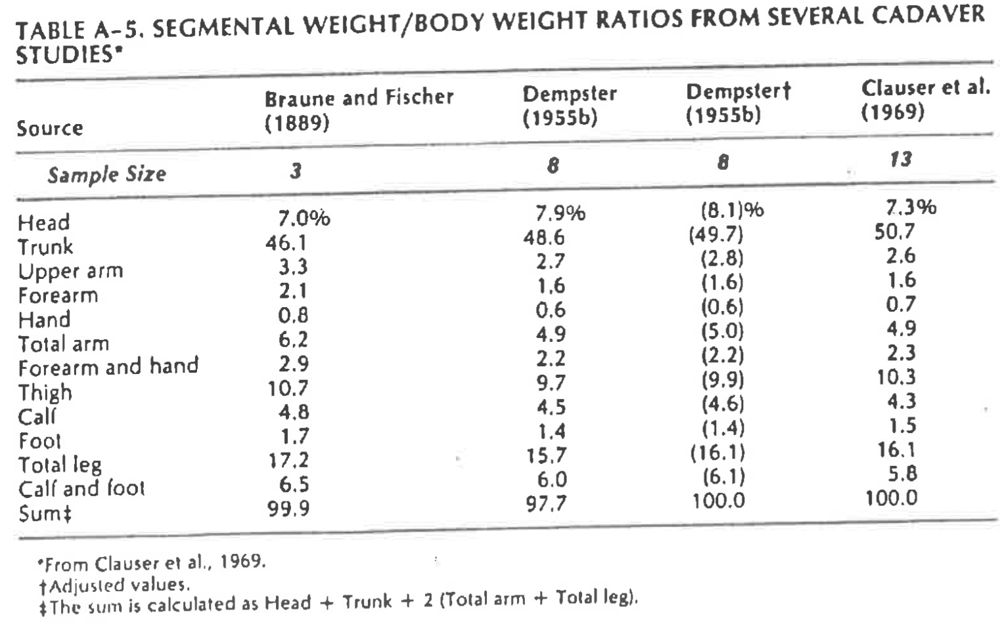 TABLE A-5. SEGMENTAL WEIGHT/BODY WEIGHT RATIOS FROM SEVERAL CADAVER
STUDIES*
Source Braune and Fischer (1889) Dempster (1955b) Dempster† (1955b) Clauser et al. (1969)
Sample Size 3 8 8 13
Head 7.0% 7.9% (8.1)% 7.3%
Trunk 46.1 48.6 (49.7) 50.7
Upper arm 3.3 2.7 (2.8) 2.6
Forearm 2.1 1.6 (1.6) 1.6
Hand 0.8 0.6 (0.6) 0.7
Total arm 6.2 4.9 (5.0) 4.9
Forearm and hand 2.9 2.2 (2.2) 2.3
Thigh 10.7 9.7 (9.9) 10.3
Calf 4.8 4.5 (4.6) 4.3
Foot 1.7 1.4 (1.4) 1.5
Total leg 17.2 15.7 (16.1) 16.1
Calf and foot 6.5 6.0 (6.1) 5.8
Sum‡ 99.9 97.7 100.0 100.0
*From Clauser et al., 1969.
†Adjusted values.
‡The sum is calculated as Head + Trunk + 2 (Total arm + Total leg).